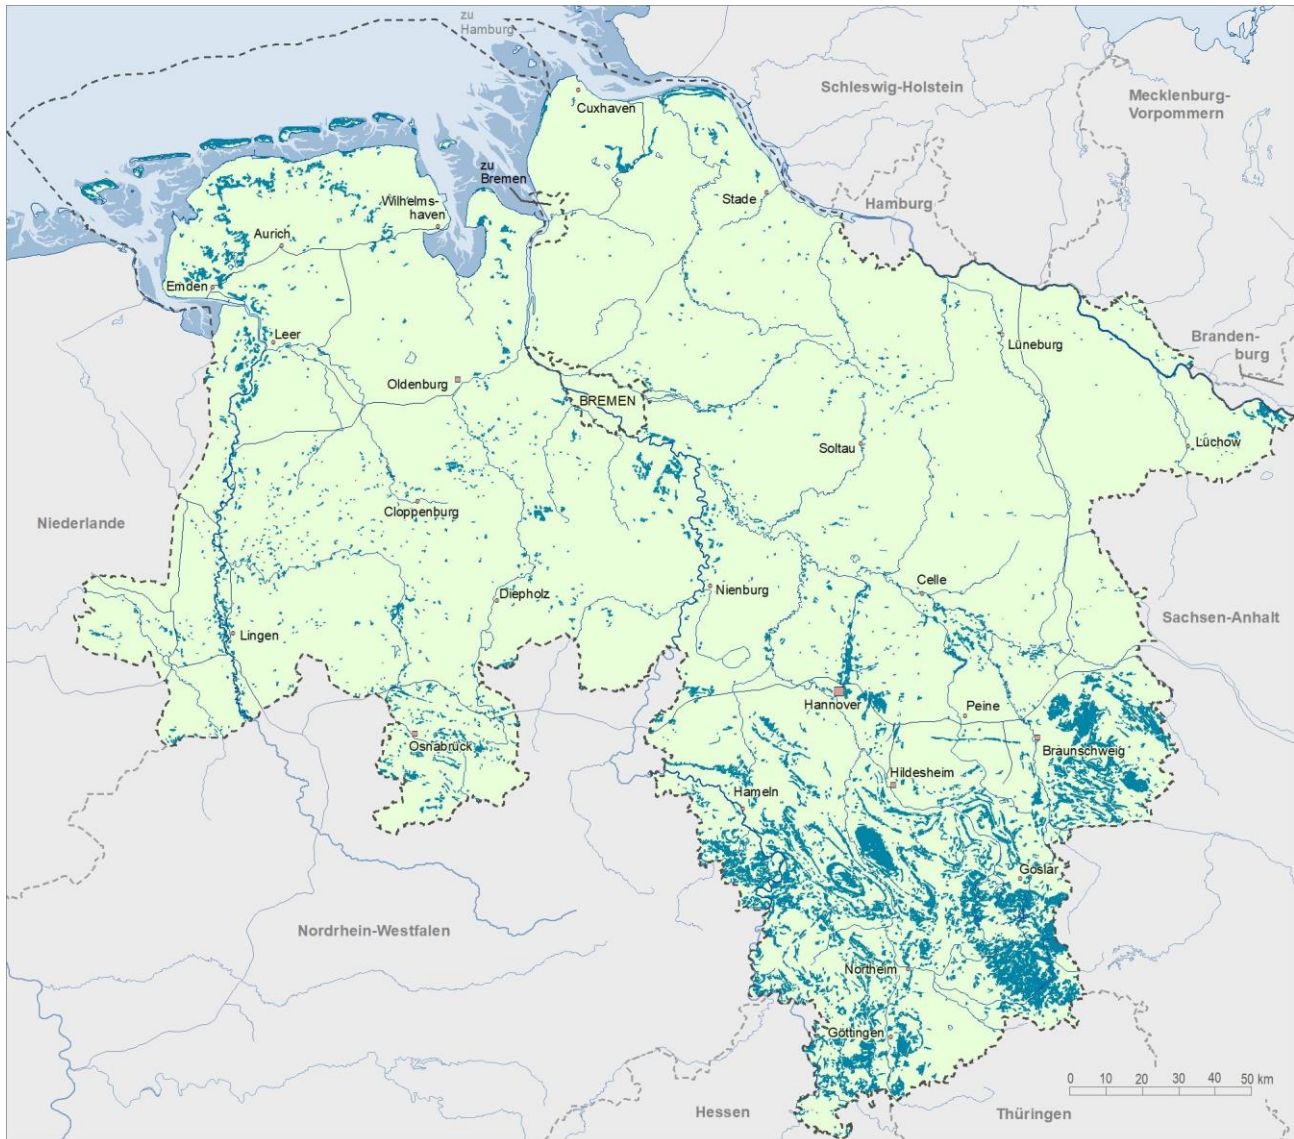 zu
Hamburg
Cuxhaven
Schleswig-Holstein
Mecklenburg-
Vorpommern
zu
Bremen
Wilhelms-
haven
Stade
Hamburg
Aurich
Emden
Leer
Lüneburg
Branden-
burg
Oldenburg
BREMEN
Soltau
Lüchow
Niederlande
Cloppenburg
Celle
Diepholz
Nienburg
Sachsen-Anhalt
Lingen
Hannover
Peine
Osnabrück
Braunschweig
Hildesheim
Hameln
Goslar
Nordrhein-Westfalen
Northeim
Göttingen
0 10 20 30 40 50 km
Hessen
Thüringen